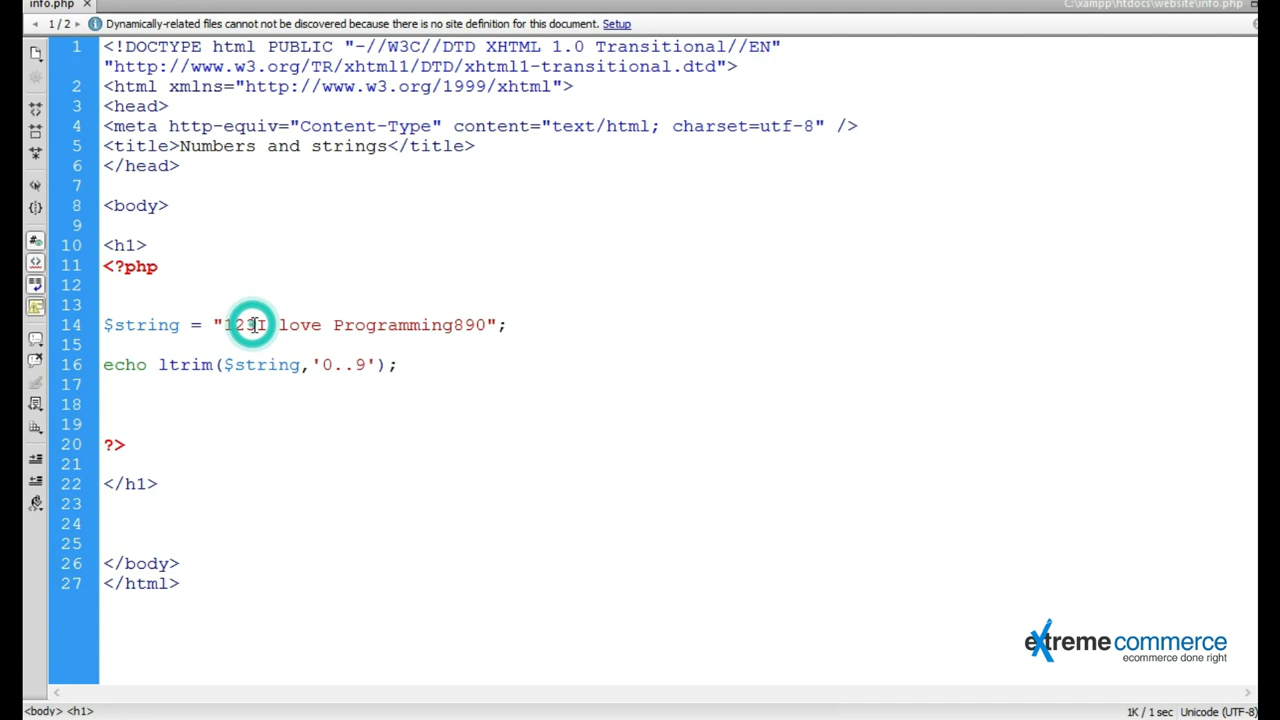 info.php ×
C:\xampp\htdocs\website\info.php
1 / 2 Dynamically-related files cannot not be discovered because there is no site definition for this document. Setup
1 <!DOCTYPE html PUBLIC "-//W3C//DTD XHTML 1.0 Transitional//EN"
"http://www.w3.org/TR/xhtml1/DTD/xhtml1-transitional.dtd">
2 <html xmlns="http://www.w3.org/1999/xhtml">
3 <head>
4 <meta http-equiv="Content-Type" content="text/html; charset=utf-8" />
5 <title>Numbers and strings</title>
6 </head>
7
8 <body>
9
10 <h1>
11 <?php
12
13
14 $string = "123I love Programming890";
15
16 echo ltrim($string,'0..9');
17
18
19
20 ?>
21
22 </h1>
23
24
25
26 </body>
27 </html>
extreme commerce
ecommerce done right
<body> <h1>
1K / 1 sec Unicode (UTF-8)